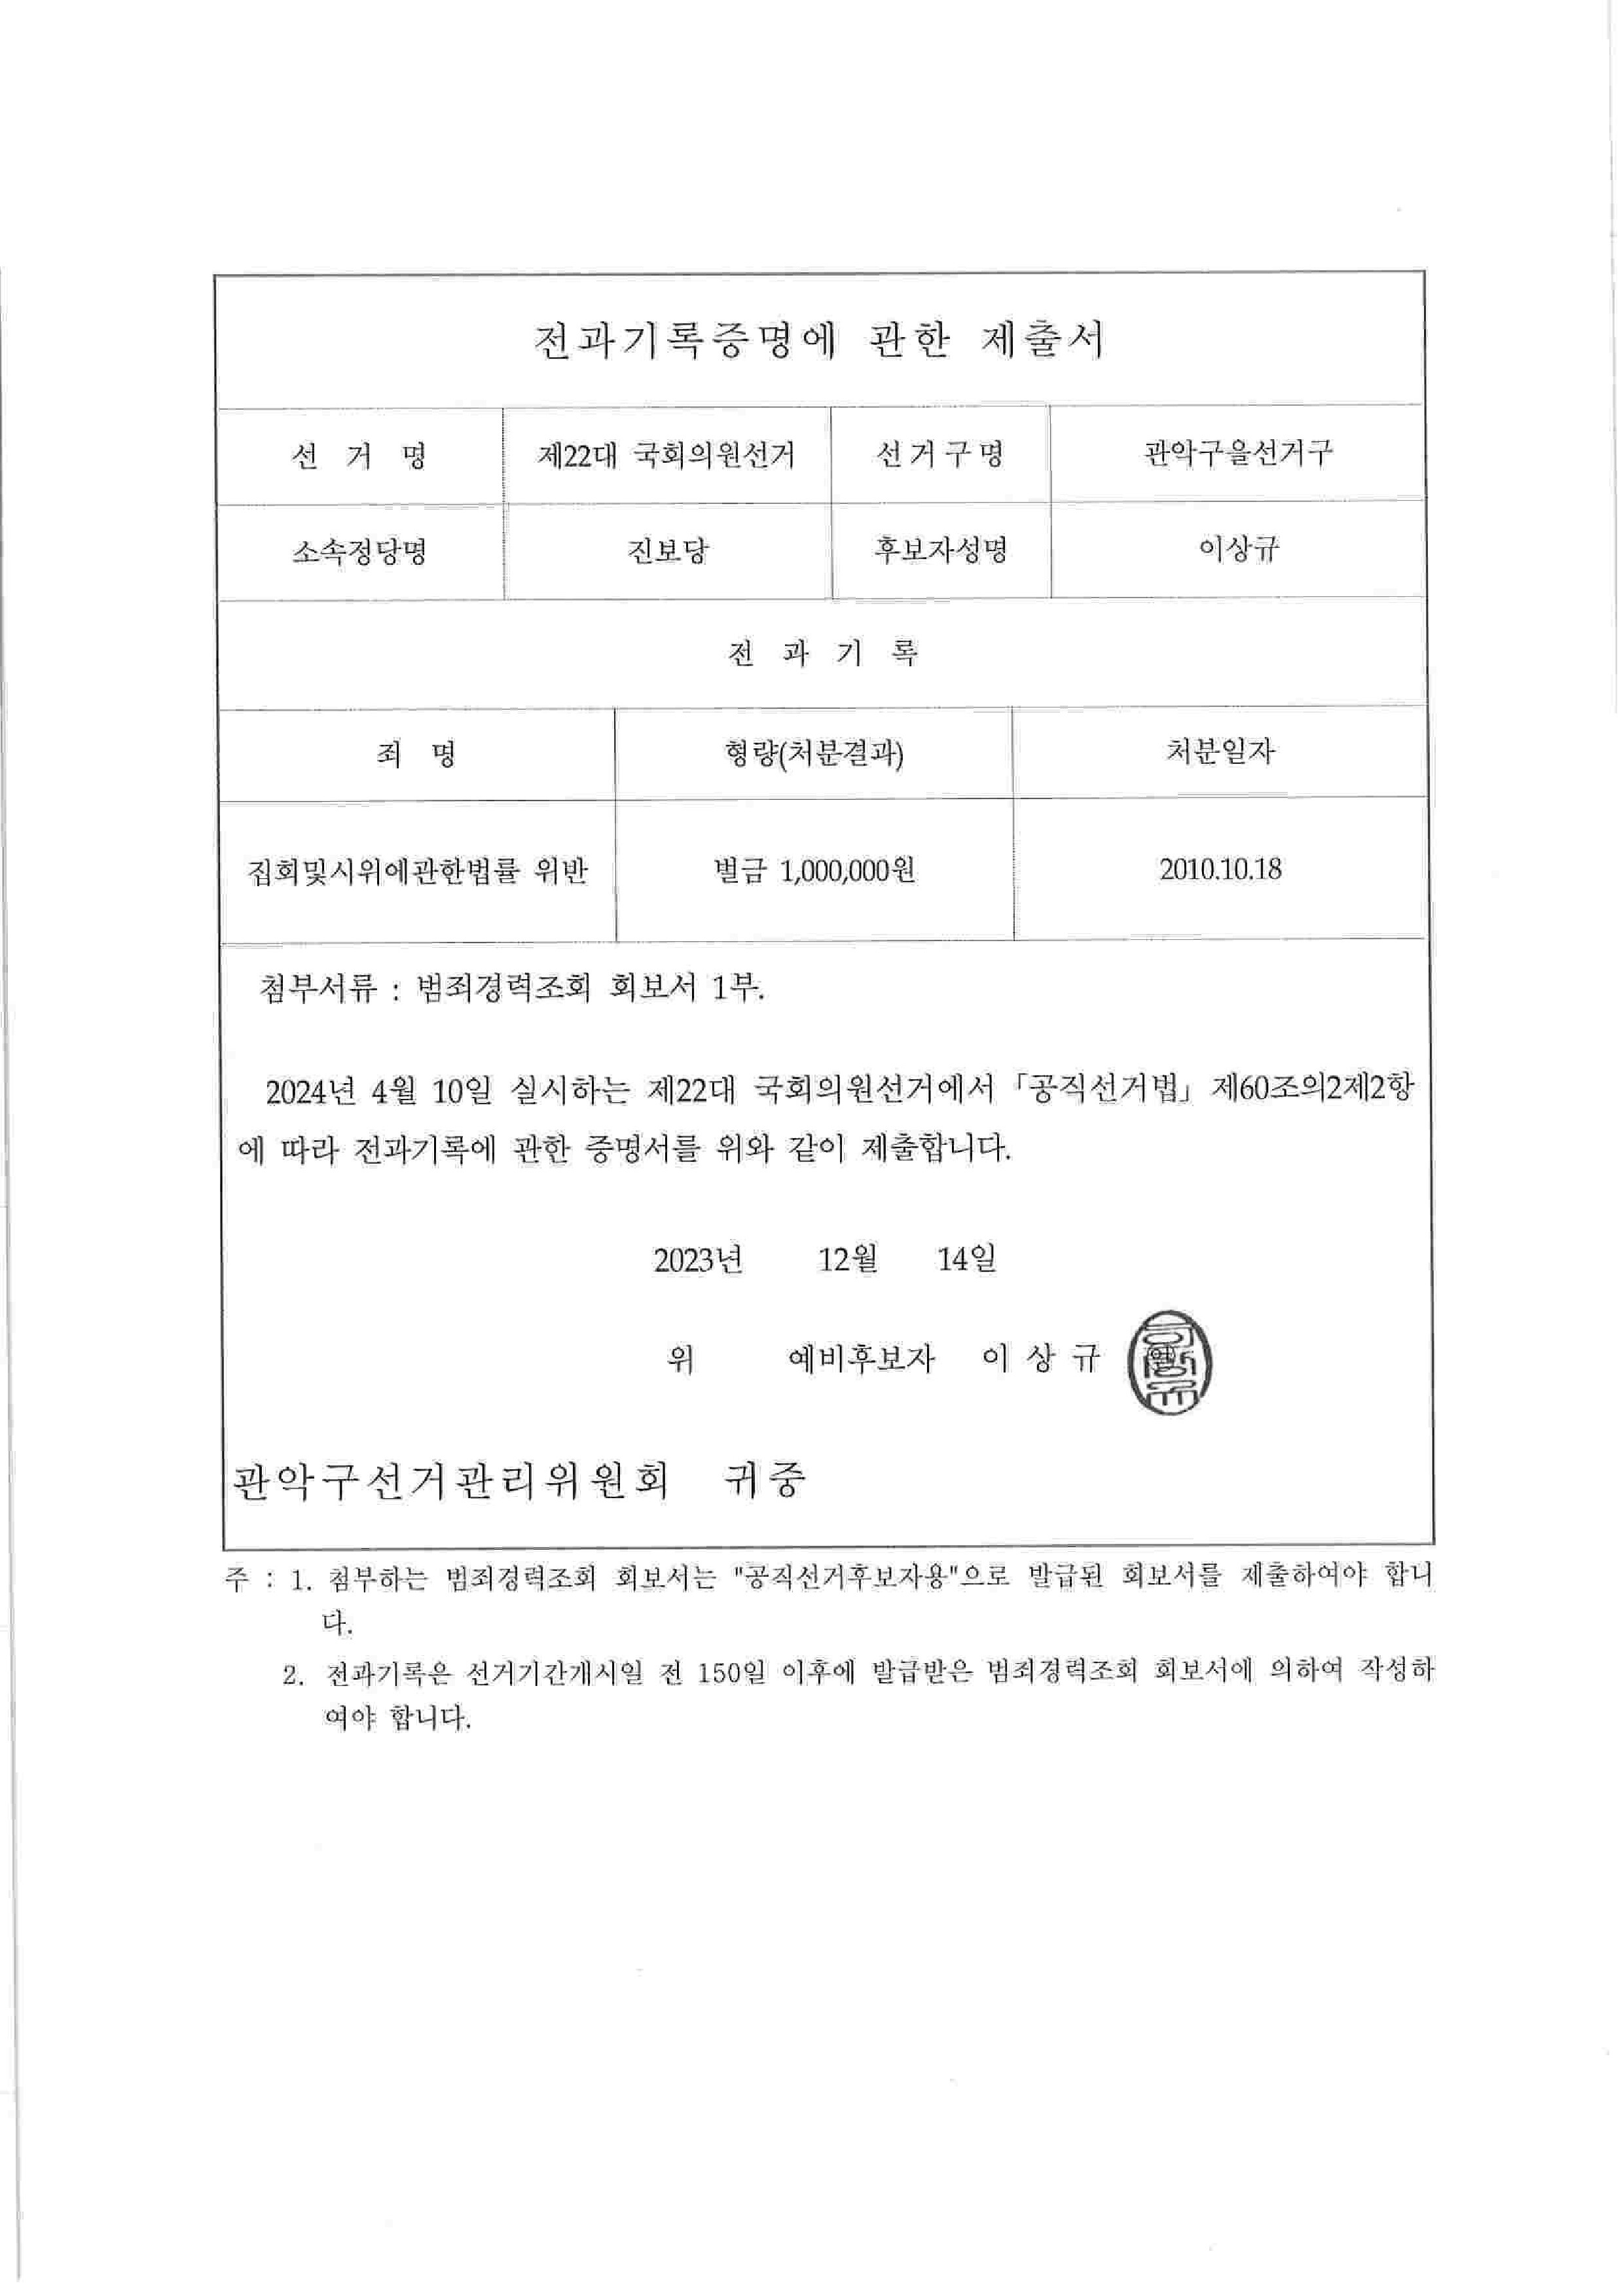 전과기록증명에 관한 제출서
선 거 명 제22대 국회의원선거 선거구명 관악구을선거구
소속정당명 진보당 후보자성명 이상규
전 과 기 록
죄 명 형량(처분결과) 처분일자
집회및시위에관한법률 위반 벌금 1,000,000원 2010.10.18
첨부서류 : 범죄경력조회 회보서 1부.
2024년 4월 10일 실시하는 제22대 국회의원선거에서 「공직선거법」 제60조의2제2항
에 따라 전과기록에 관한 증명서를 위와 같이 제출합니다.
2023년 12월 14일
위 예비후보자 이 상 규
관악구선거관리위원회 귀중
주 : 1. 첨부하는 범죄경력조회 회보서는 "공직선거후보자용"으로 발급된 회보서를 제출하여야 합니
다.
2. 전과기록은 선거기간개시일 전 150일 이후에 발급받은 범죄경력조회 회보서에 의하여 작성하
여야 합니다.